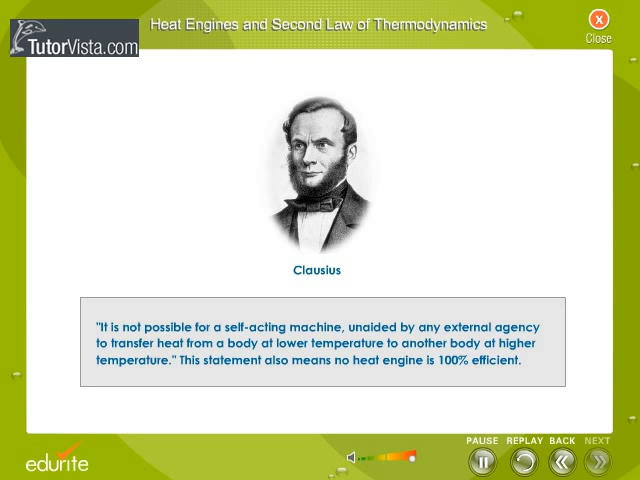 Heat Engines and Second Law of Thermodynamics
X
Close
TutorVista.com
Clausius
"It is not possible for a self-acting machine, unaided by any external agency
to transfer heat from a body at lower temperature to another body at higher
temperature." This statement also means no heat engine is 100% efficient.
PAUSE REPLAY BACK NEXT
edurite